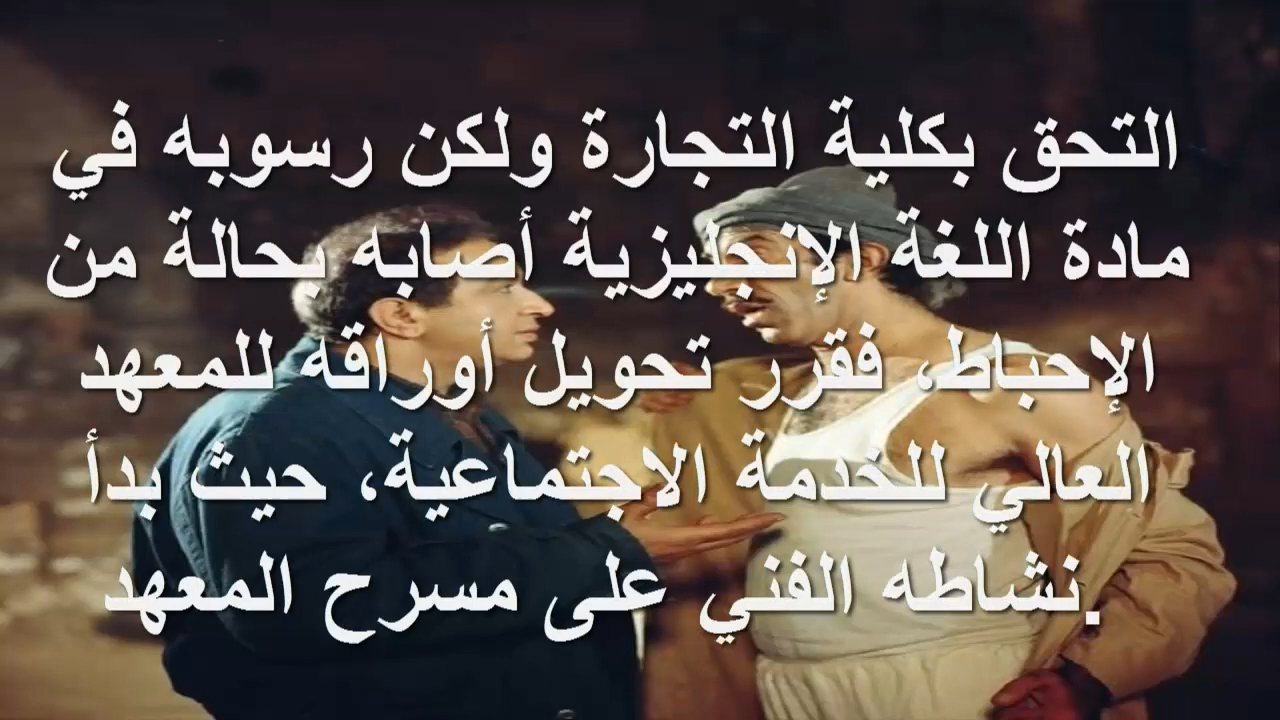 التحق بكلية التجارة ولكن رسوبه في
مادة اللغة الإنجليزية أصابه بحالة من
الإحباط، فقرر تحويل أوراقه للمعهد
العالي للخدمة الاجتماعية، حيث بدأ
نشاطه الفني على مسرح المعهد.